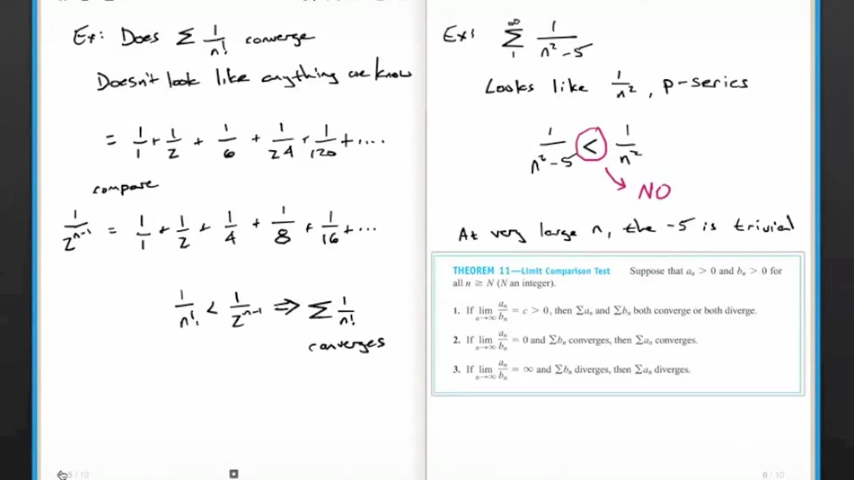 Ex: Does Σ 1/n! converge
Doesn't look like anything we know
= 1/1 + 1/2 + 1/6 + 1/24 + 1/120 + ....
compare
1/2^(n-1) = 1/1 + 1/2 + 1/4 + 1/8 + 1/16 + ...
1/n! < 1/2^(n-1) ⇒ Σ 1/n!
converges
5 / 10
Ex: ∞ Σ 1 1/(n²-5)
Looks like 1/n², p-series
1/(n²-5) < 1/n²
NO
At very large n, the -5 is trivial
THEOREM 11—Limit Comparison Test Suppose that aₙ > 0 and bₙ > 0 for
all n ≥ N (N an integer).
1. If lim n→∞ aₙ/bₙ = c > 0, then Σaₙ and Σbₙ both converge or both diverge.
2. If lim n→∞ aₙ/bₙ = 0 and Σbₙ converges, then Σaₙ converges.
3. If lim n→∞ aₙ/bₙ = ∞ and Σbₙ diverges, then Σaₙ diverges.
6 / 10